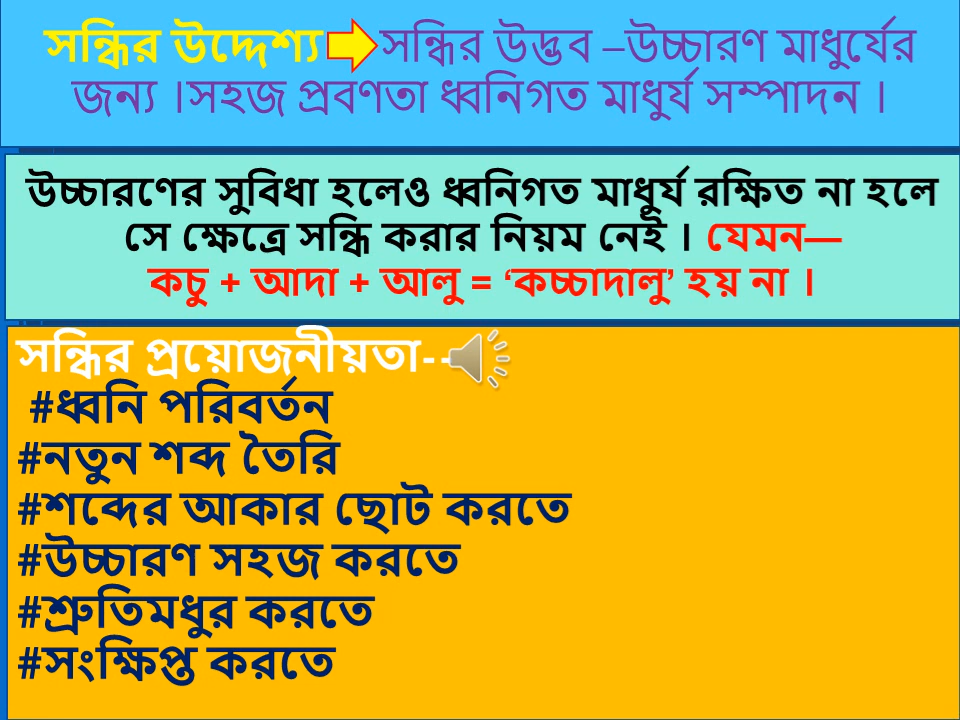 সন্ধির উদ্দেশ্য সন্ধির উদ্ভব –উচ্চারণ মাধুর্যের
জন্য ।সহজ প্রবণতা ধ্বনিগত মাধুর্য সম্পাদন ।
উচ্চারণের সুবিধা হলেও ধ্বনিগত মাধুর্য রক্ষিত না হলে
সে ক্ষেত্রে সন্ধি করার নিয়ম নেই । যেমন—
কচু + আদা + আলু = ‘কচ্চাদালু’ হয় না ।
সন্ধির প্রয়োজনীয়তা--
#ধ্বনি পরিবর্তন
#নতুন শব্দ তৈরি
#শব্দের আকার ছোট করতে
#উচ্চারণ সহজ করতে
#শ্রুতিমধুর করতে
#সংক্ষিপ্ত করতে